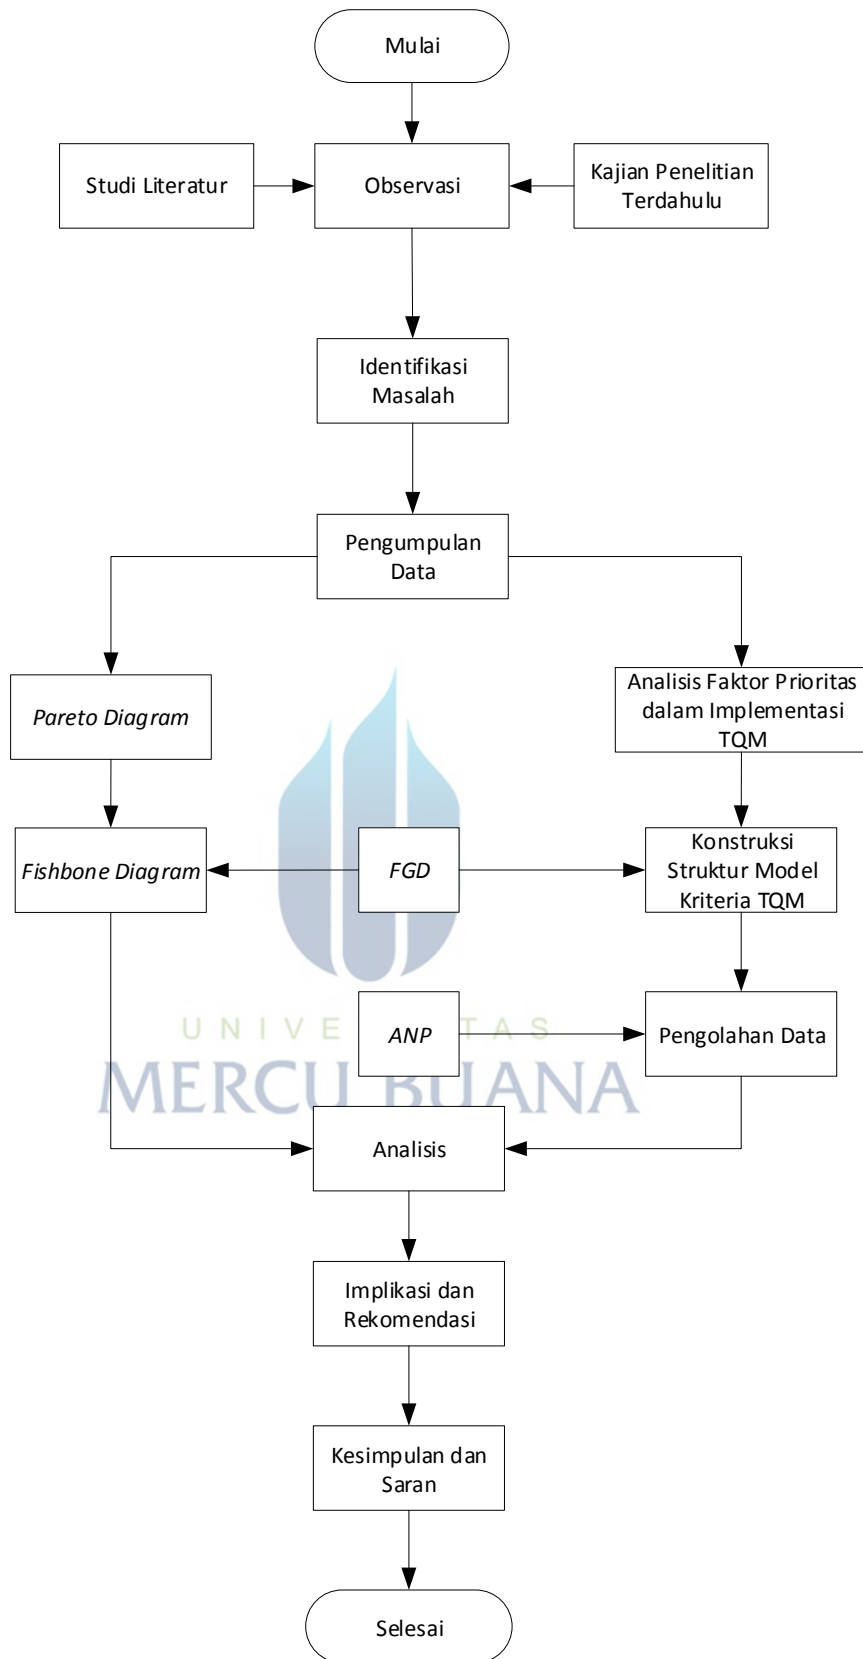 Mulai
Studi Literatur
Observasi
Kajian Penelitian
Terdahulu
Identifikasi
Masalah
Pengumpulan
Data
Pareto Diagram
Analisis Faktor Prioritas
dalam Implementasi
TQM
Fishbone Diagram
FGD
Konstruksi
Struktur Model
Kriteria TQM
ANP
Pengolahan Data
UNIVE TAS
MERCU BUANA
Analisis
Implikasi dan
Rekomendasi
Kesimpulan dan
Saran
Selesai